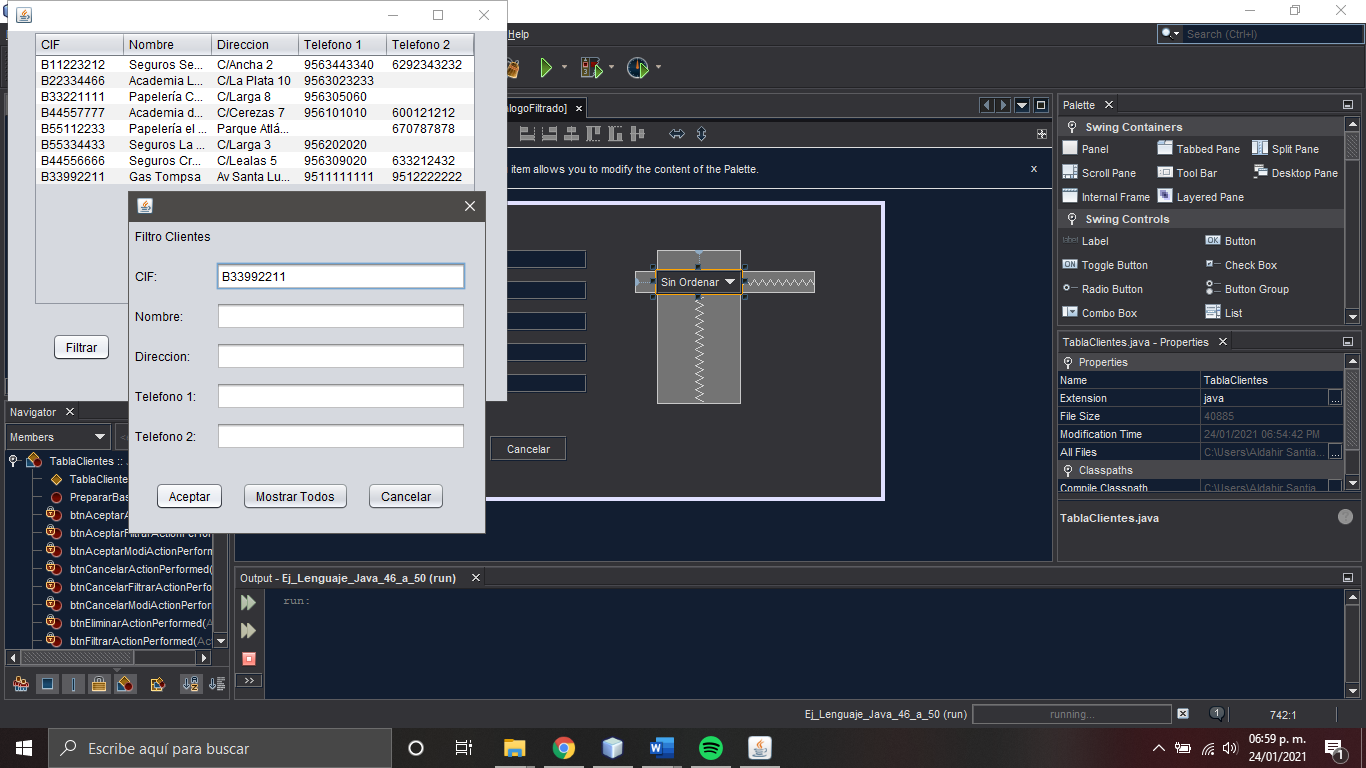 Help
Search (Ctrl+I)
CIF Nombre Direccion Telefono 1 Telefono 2
B11223212 Seguros Se... C/Ancha 2 9563443340 6292343232
B22334466 Academia L... C/La Plata 10 9563023233
B33221111 Papelería C... C/Larga 8 956305060
B44557777 Academia d... C/Cerezas 7 956101010 600121212
B55112233 Papelería el ... Parque Atlá... 670787878
B55334433 Seguros La ... C/Larga 3 956202020
B44556666 Seguros Cr... C/Lealas 5 956309020 633212432
B33992211 Gas Tompsa Av Santa Lu... 9511111111 9512222222
Filtrar
Filtro Clientes
CIF: B33992211
Nombre:
Direccion:
Telefono 1:
Telefono 2:
Aceptar Mostrar Todos Cancelar
alogoFiltrado]
item allows you to modify the content of the Palette. x
Sin Ordenar
Cancelar
Palette
Swing Containers
Panel Tabbed Pane Split Pane
Scroll Pane Tool Bar Desktop Pane
Internal Frame Layered Pane
Swing Controls
Label Button
Toggle Button Check Box
Radio Button Button Group
Combo Box List
TablaClientes.java - Properties
Properties
Name TablaClientes
Extension java ...
File Size 40885
Modification Time 24/01/2021 06:54:42 PM
All Files C:\Users\Aldahir Santia... ...
Classpaths
Compile Classpath C:\Users\Aldahir Santia...
TablaClientes.java
Navigator
Members
TablaClientes :: .
TablaCliente
PrepararBas
btnAceptarA
btnAceptarFiltrarActionPerfo
btnAceptarModiActionPerform
btnCancelarActionPerformed(
btnCancelarFiltrarActionPerfo
btnCancelarModiActionPerfor
btnEliminarActionPerformed(A
btnFiltrarActionPerformed(Ac
Output - Ej_Lenguaje_Java_46_a_50 (run)
run:
>>
Ej_Lenguaje_Java_46_a_50 (run) running... 1 742:1
Escribe aquí para buscar
06:59 p. m.
24/01/2021
1